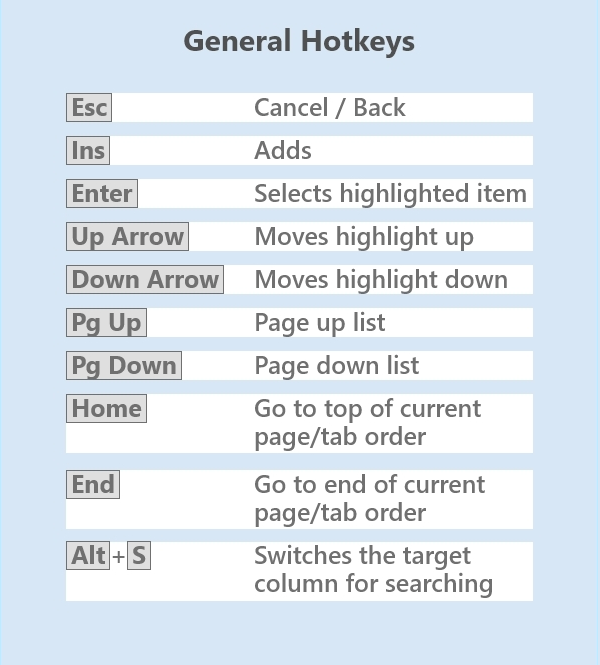 General Hotkeys
Esc Cancel / Back
Ins Adds
Enter Selects highlighted item
Up Arrow Moves highlight up
Down Arrow Moves highlight down
Pg Up Page up list
Pg Down Page down list
Home Go to top of current
page/tab order
End Go to end of current
page/tab order
Alt+S Switches the target
column for searching